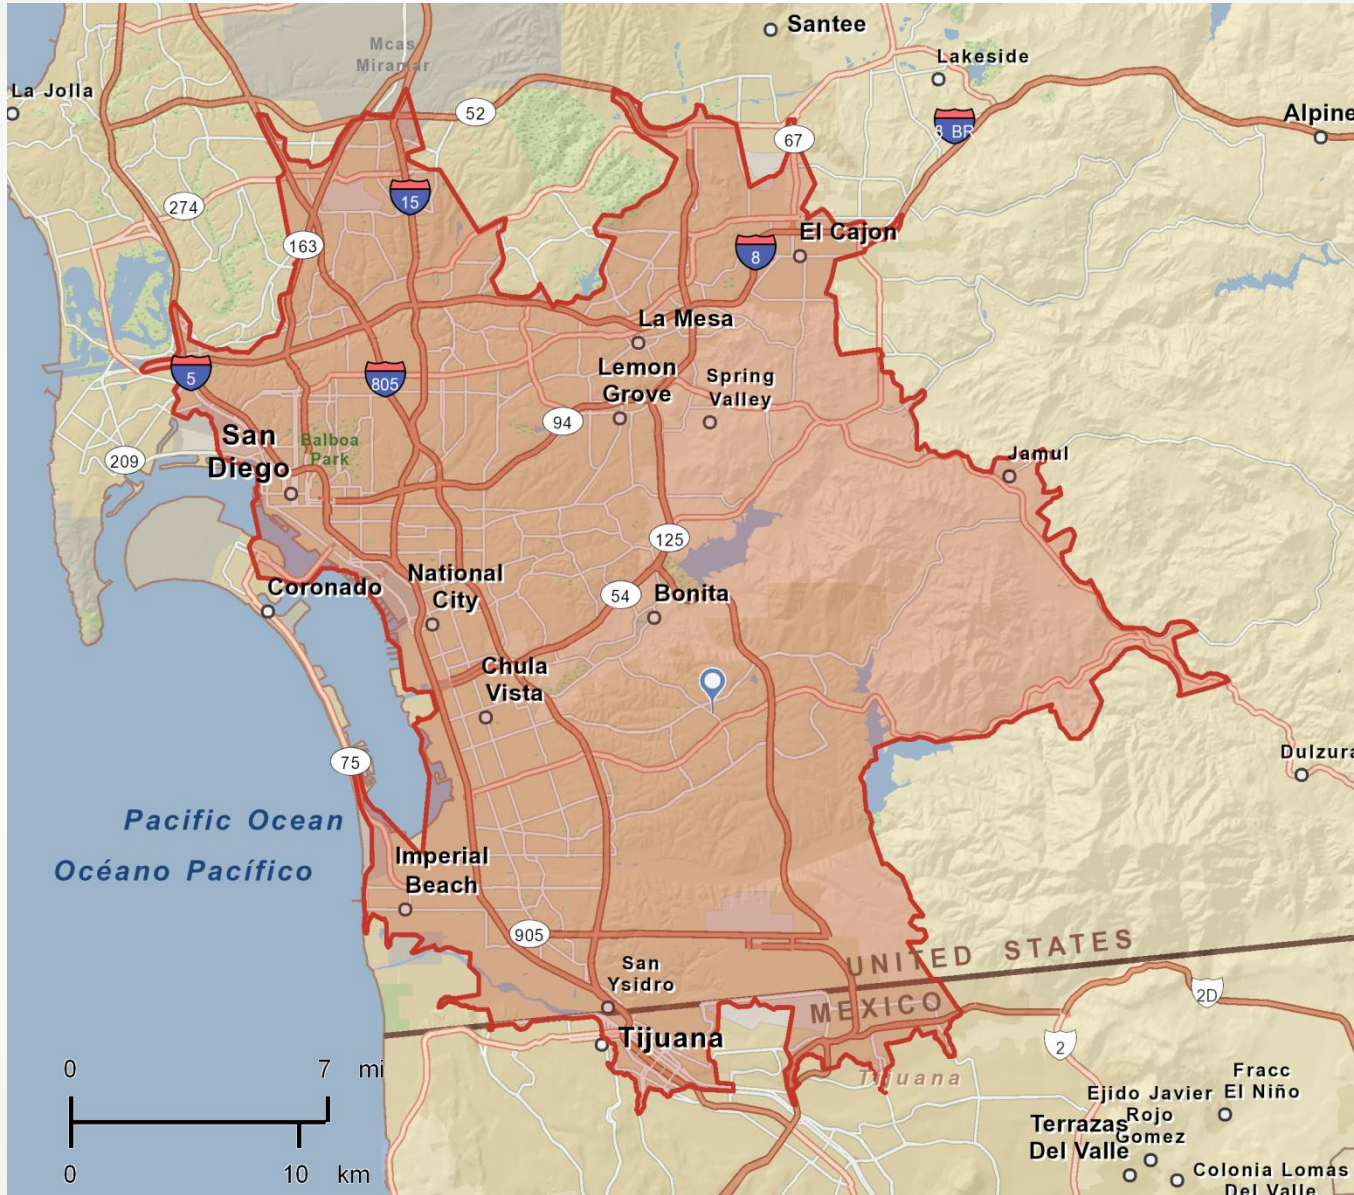 Santee
Mcas
Miramar
Lakeside
La Jolla
52
Alpine
67
8 BR
15
274
163
El Cajon
8
La Mesa
5
805
Lemon
Grove
Spring
Valley
94
San
Diego
Balboa
Park
209
Jamul
125
National
City
Coronado
54
Bonita
Chula
Vista
75
Dulzura
Pacific Ocean
Océano Pacífico
Imperial
Beach
905
UNITED STATES
San
Ysidro
MEXICO
2D
Tijuana
2
0 7 mi
Tijuana
Fracc
El Niño
Ejido Javier
Rojo
Gomez
Terrazas
Del Valle
0 10 km
Colonia Lomas
Del Valle